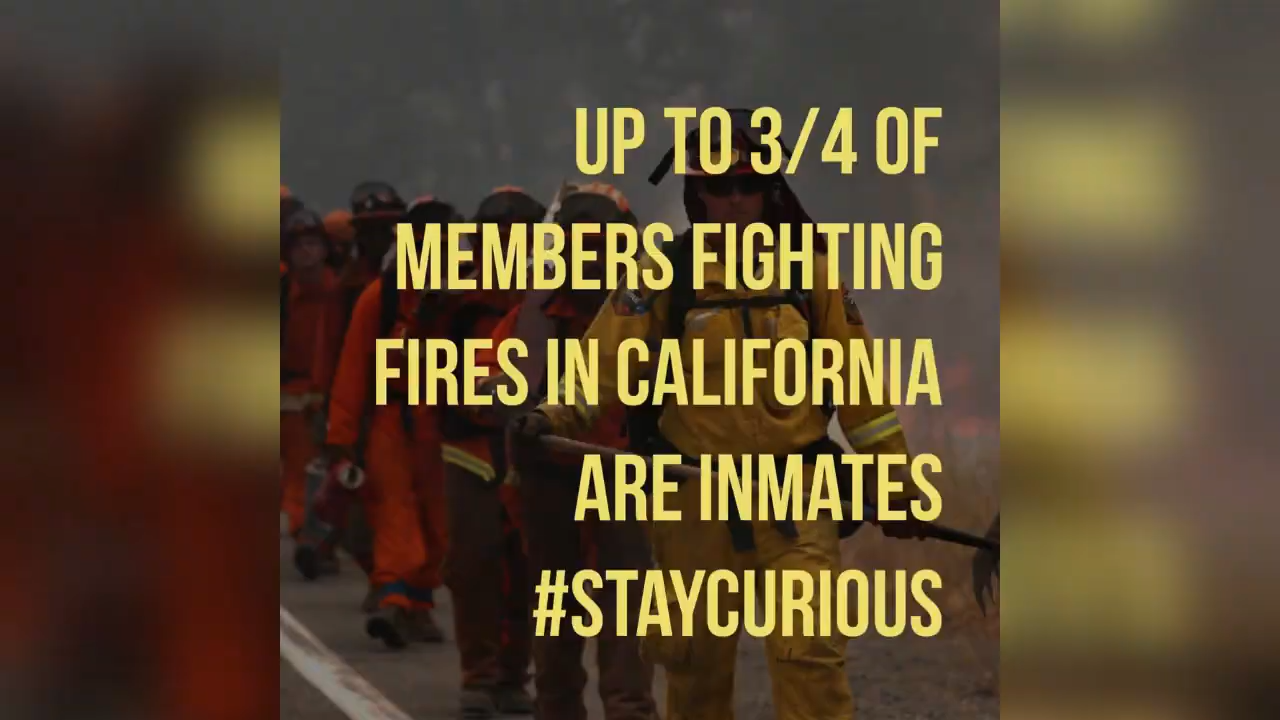 UP TO 3/4 OF
MEMBERS FIGHTING
FIRES IN CALIFORNIA
ARE INMATES
#STAYCURIOUS